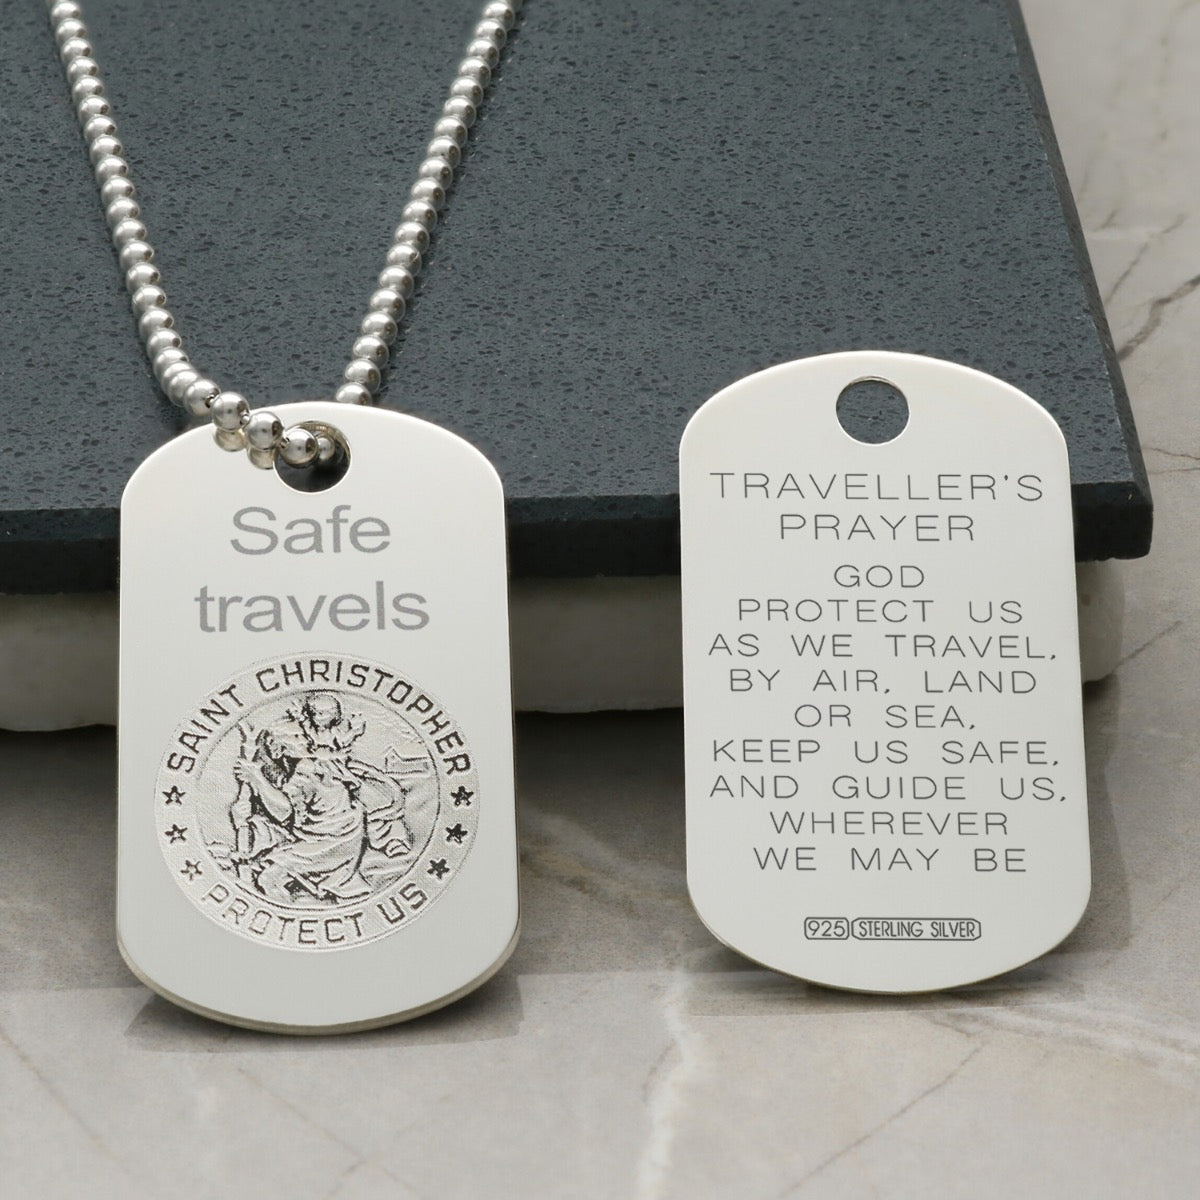 Safe
travels
SAINT CHRISTOPHER
PROTECT US
TRAVELLER'S
PRAYER
GOD
PROTECT US
AS WE TRAVEL,
BY AIR, LAND
OR SEA,
KEEP US SAFE,
AND GUIDE US,
WHEREVER
WE MAY BE
925 STERLING SILVER